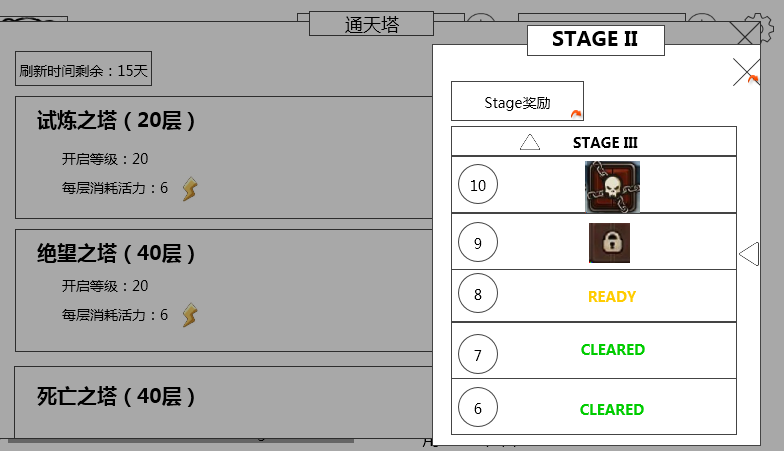 通天塔
STAGE II
刷新时间剩余：15天
Stage奖励
试炼之塔（20层）
开启等级：20
每层消耗活力：6
STAGE III
10
9
8
READY
7
CLEARED
6
CLEARED
绝望之塔（40层）
开启等级：20
每层消耗活力：6
死亡之塔（40层）